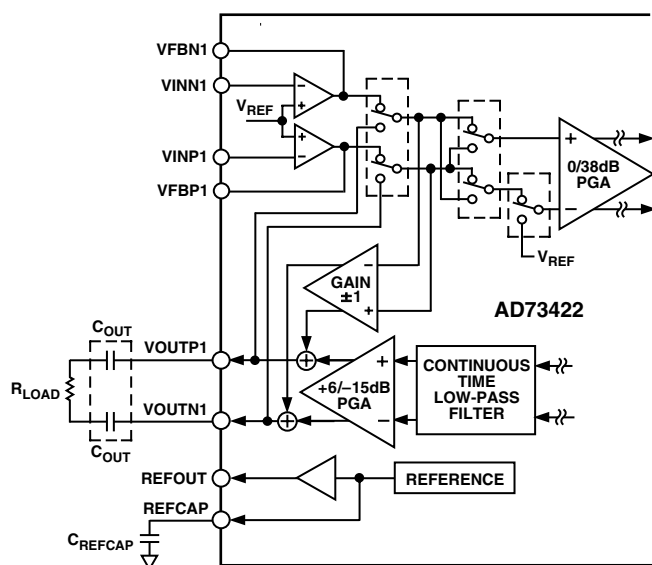 VFBN1
VINN1
VREF
VINP1
VFBP1
0/38dB
PGA
VREF
GAIN
±1
AD73422
COUT
VOUTP1
RLOAD
+6/–15dB
PGA
CONTINUOUS
TIME
LOW-PASS
FILTER
VOUTN1
COUT
REFOUT
REFERENCE
REFCAP
CREFCAP